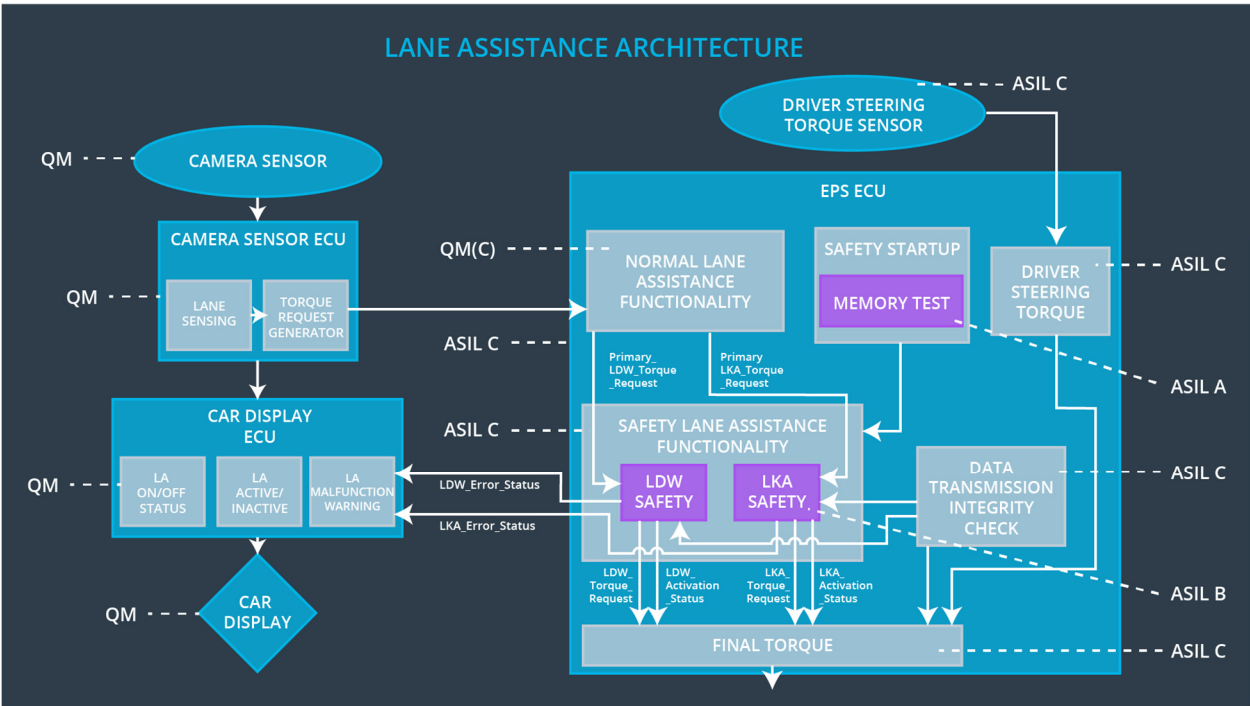 LANE ASSISTANCE ARCHITECTURE
ASIL C
DRIVER STEERING
TORQUE SENSOR
QM
CAMERA SENSOR
EPS ECU
CAMERA SENSOR ECU
QM(C)
NORMAL LANE
ASSISTANCE
FUNCTIONALITY
SAFETY STARTUP
MEMORY TEST
DRIVER
STEERING
TORQUE
ASIL C
QM
LANE
SENSING
TORQUE
REQUEST
GENERATOR
ASIL C
Primary_
LDW_Torque
_Request
Primary
LKA_Torque
_Request
ASIL A
CAR DISPLAY
ECU
ASIL C
SAFETY LANE ASSISTANCE
FUNCTIONALITY
QM
LA
ON/OFF
STATUS
LA
ACTIVE/
INACTIVE
LA
MALFUNCTION
WARNING
LDW_Error_Status
LKA_Error_Status
LDW
SAFETY
LKA
SAFETY
DATA
TRANSMISSION
INTEGRITY
CHECK
ASIL C
LDW_
Torque_
Request
LDW_
Activation
_Status
LKA_
Torque_
Request
LKA_
Activation
_Status
ASIL B
QM
CAR
DISPLAY
FINAL TORQUE
ASIL C